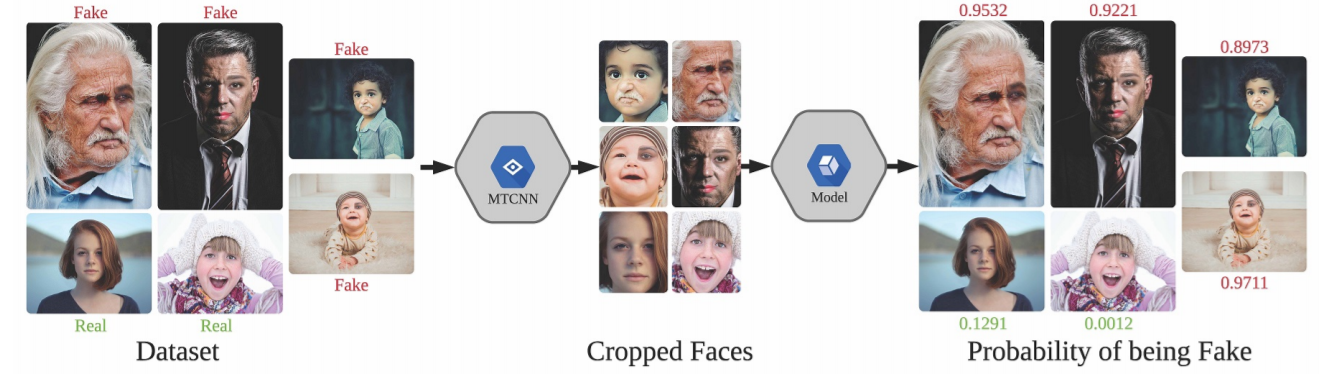 Fake
Fake
Fake
Fake
Real
Real
Dataset
MTCNN
Cropped Faces
Model
0.9532
0.9221
0.8973
0.9711
0.1291
0.0012
Probability of being Fake